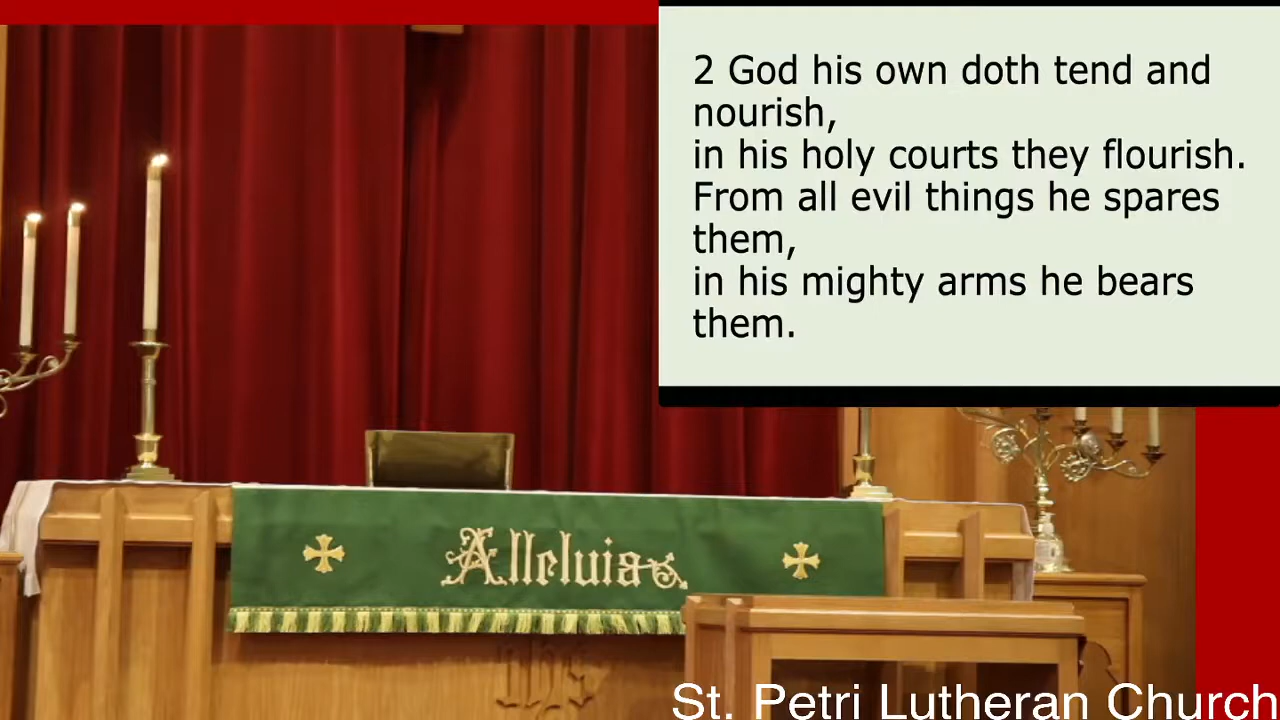 2 God his own doth tend and
nourish,
in his holy courts they flourish.
From all evil things he spares
them,
in his mighty arms he bears
them.
Alleluia
IHS
St. Petri Lutheran Church